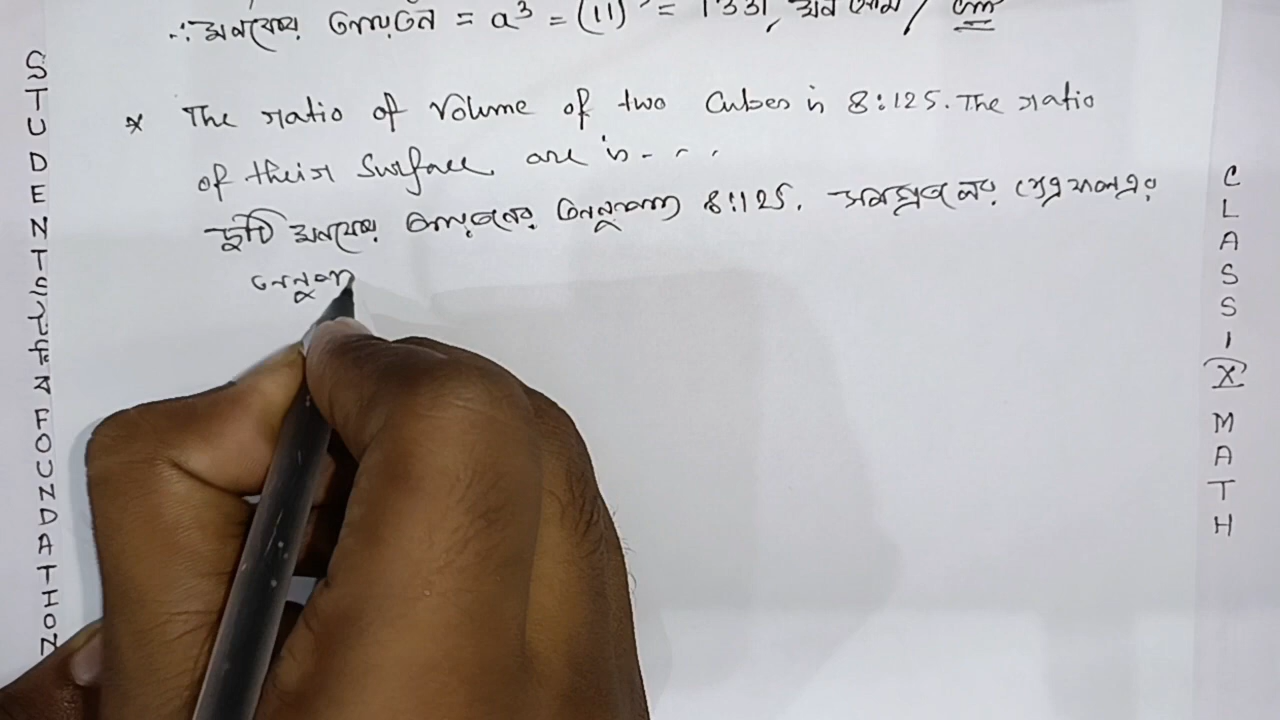 ∴ ঘনকের আয়তন = a³ = (11)³ = 1331, ঘন সেমি / cm
* The ratio of volume of two cubes is 8:125. The ratio
of their surface are is - - .
দুটি ঘনকের আয়তনের অনুপাত 8:125. সমগ্রতলের ক্ষেত্রফলের
অনুপা
STUDENTS
FOUNDATION
CLASS IX MATH